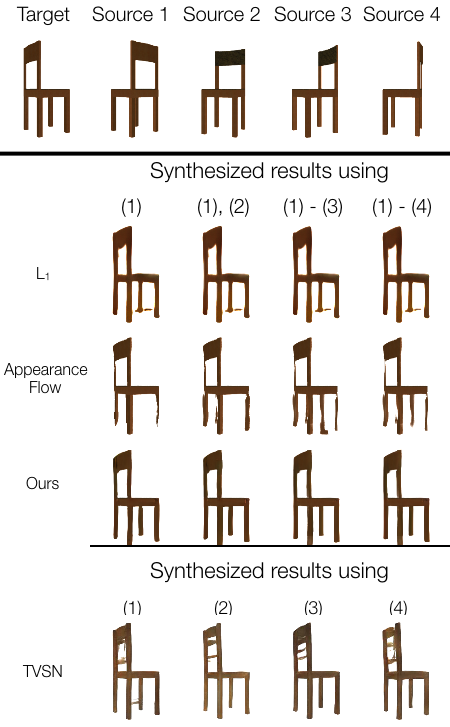 Target Source 1 Source 2 Source 3 Source 4
Synthesized results using
(1) (1), (2) (1) - (3) (1) - (4)
L1
Appearance
Flow
Ours
Synthesized results using
(1) (2) (3) (4)
TVSN